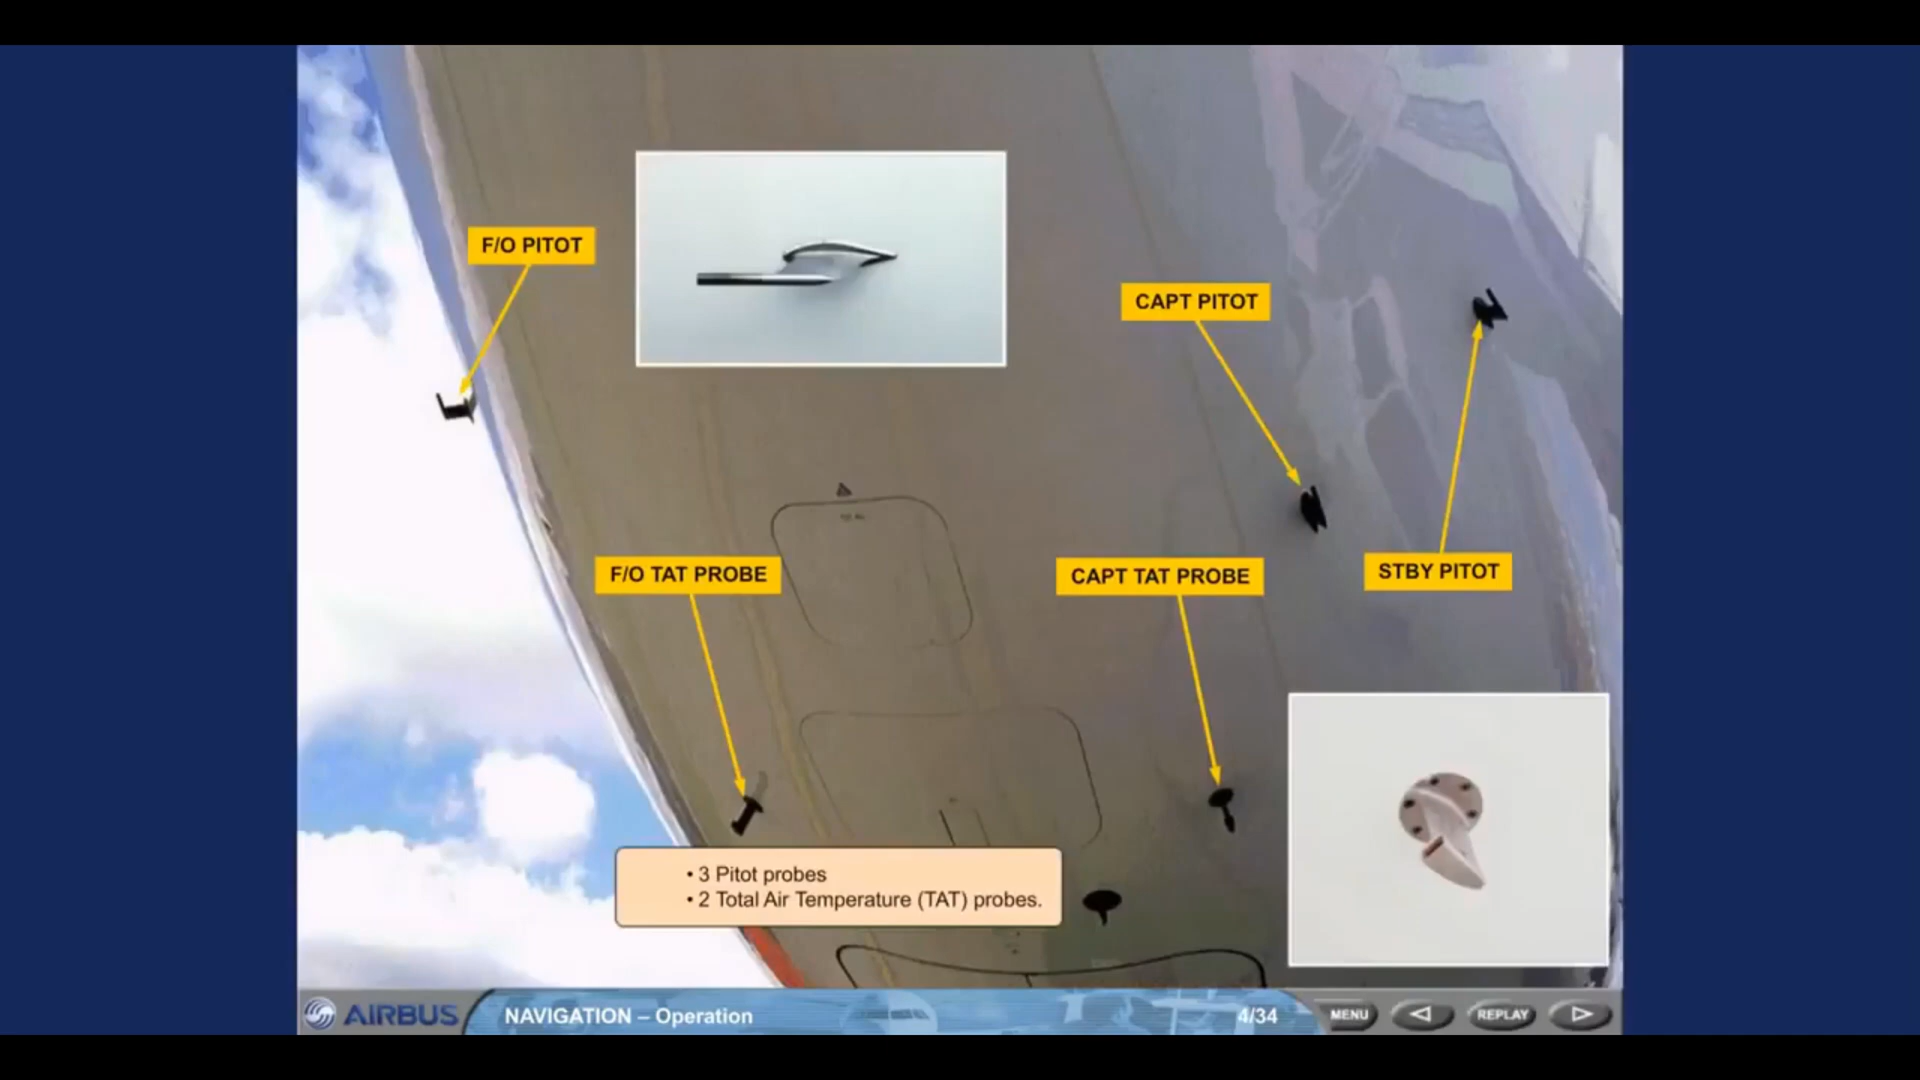 F/O PITOT
CAPT PITOT
F/O TAT PROBE
CAPT TAT PROBE
STBY PITOT
• 3 Pitot probes
• 2 Total Air Temperature (TAT) probes.
AIRBUS
NAVIGATION – Operation
4/34
MENU
REPLAY